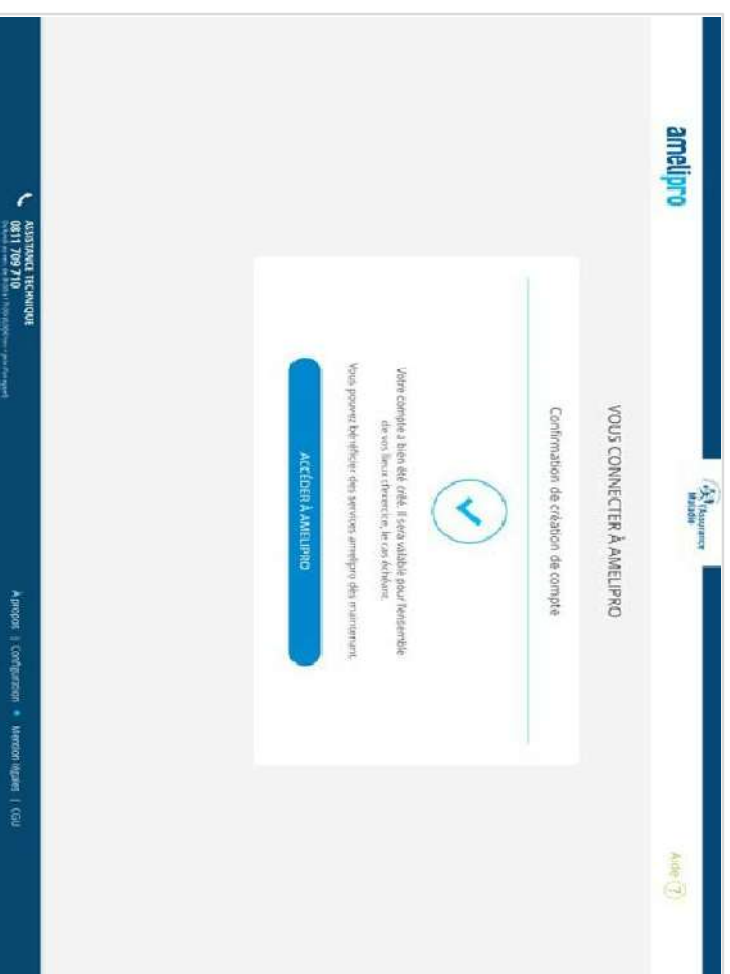 l'Assurance
Maladie
amelipro
Aide ?
VOUS CONNECTER À AMELIPRO
Confirmation de création de compte
Votre compte a bien été créé. Il sera valable pour l'ensemble
de vos lieux d'exercice, le cas échéant.
Vous pouvez bénéficier des services amelipro dès maintenant.
ACCÉDER À AMELIPRO
ASSISTANCE TECHNIQUE
0811 709 710
À propos | Configuration • Mention légales | CGU